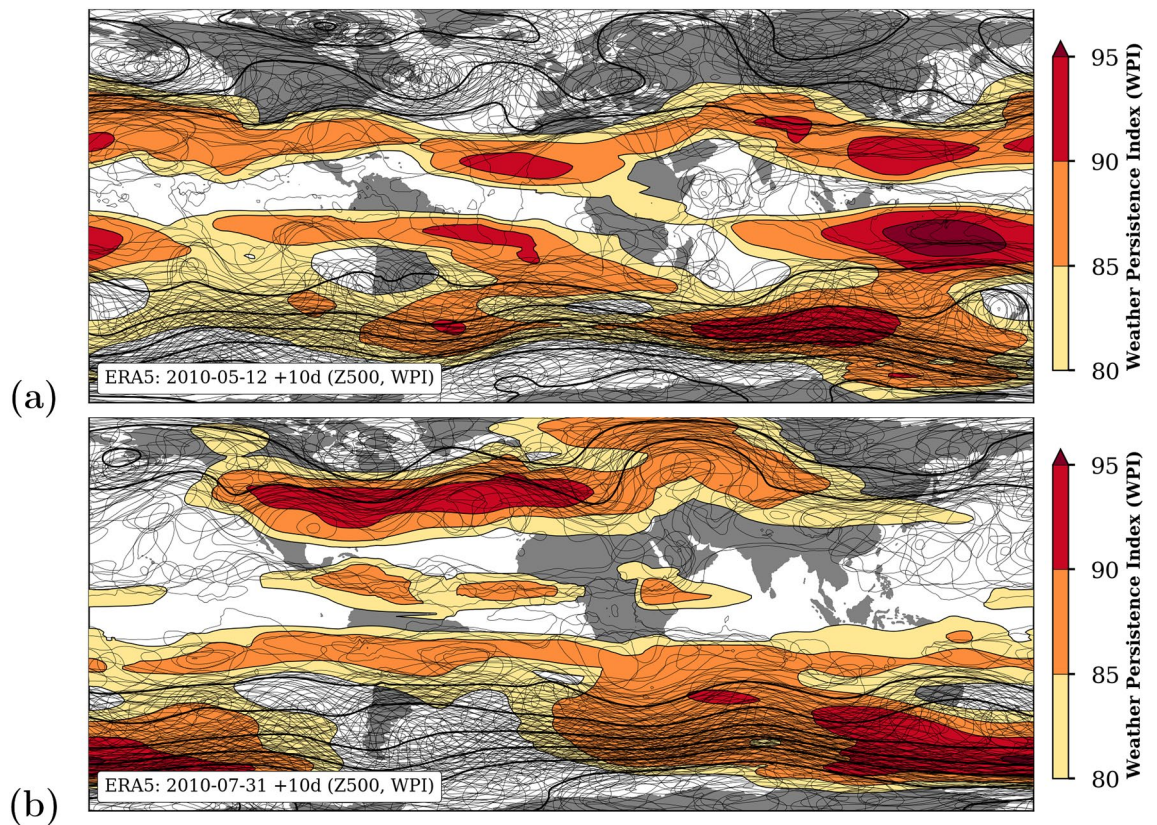 95
90
85
80
Weather Persistence Index (WPI)
ERA5: 2010-05-12 +10d (Z500, WPI)
(a)
95
90
85
80
Weather Persistence Index (WPI)
ERA5: 2010-07-31 +10d (Z500, WPI)
(b)